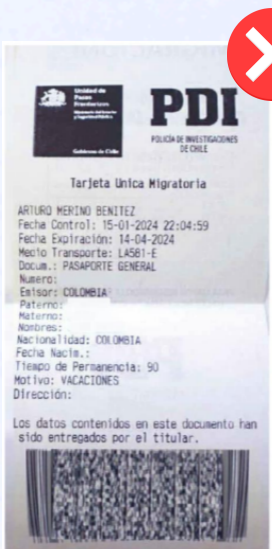 Unidad de
Pasos
Fronterizos
Gobierno de Chile
PDI
POLICÍA DE INVESTIGACIONES
DE CHILE
Tarjeta Unica Migratoria
ARTURO MERINO BENITEZ
Fecha Control: 15-01-2024 22:04:59
Fecha Expiración: 14-04-2024
Medio Transporte: LA581-E
Docum.: PASAPORTE GENERAL
Numero:
Emisor: COLOMBIA
Paterno:
Materno:
Nombres:
Nacionalidad: COLOMBIA
Fecha Nacim.:
Tiempo de Permanencia: 90
Motivo: VACACIONES
Dirección:
Los datos contenidos en este documento han
sido entregados por el titular.